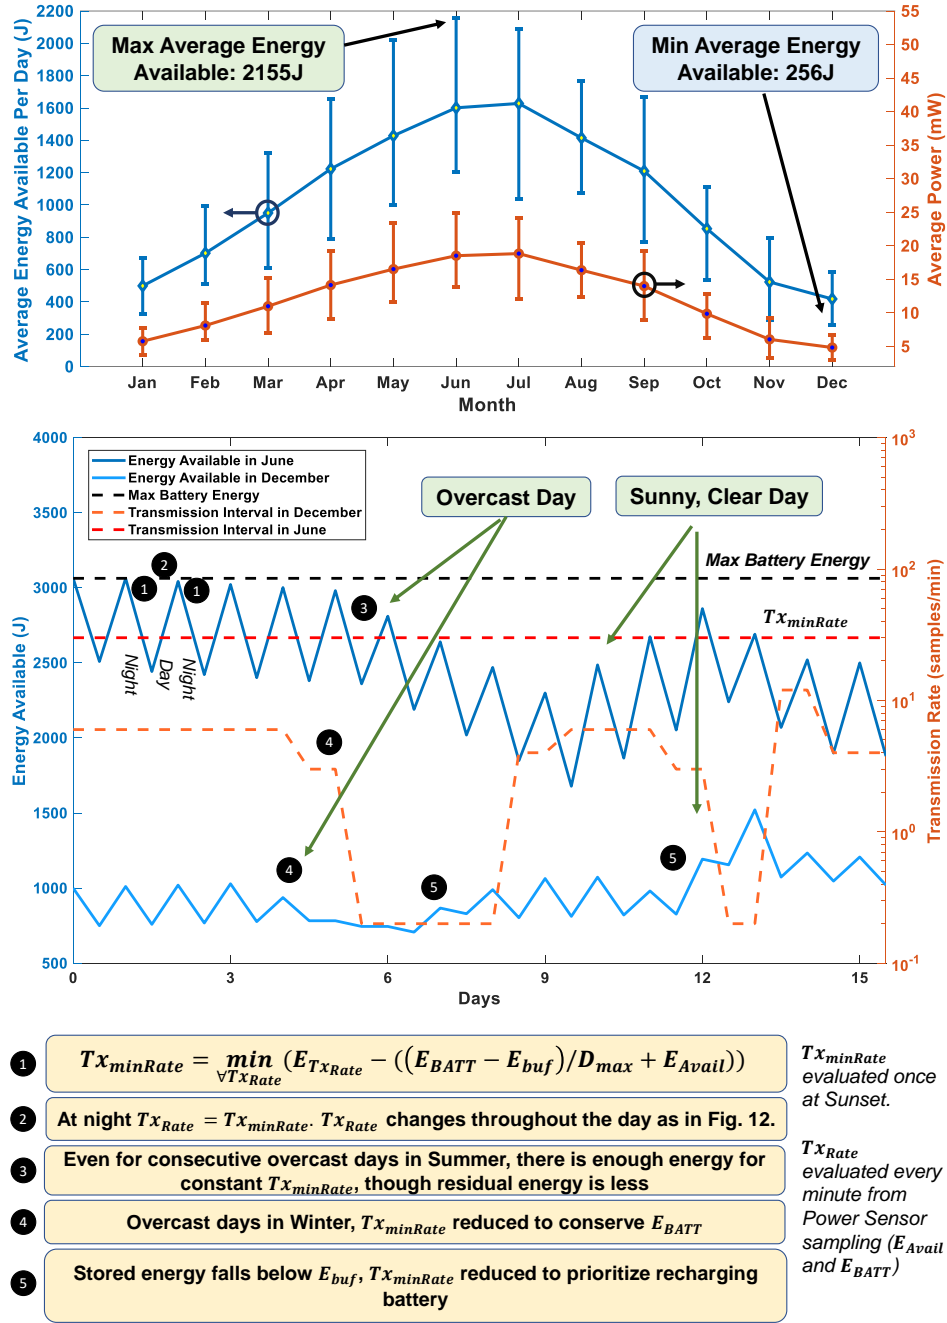 Max Average Energy
Available: 2155J
Min Average Energy
Available: 256J
Average Energy Available Per Day (J)
2200
2000
1800
1600
1400
1200
1000
800
600
400
200
0
Average Power (mW)
55
50
45
40
35
30
25
20
15
10
5
Jan Feb Mar Apr May Jun Jul Aug Sep Oct Nov Dec
Month
Energy Available in June
Energy Available in December
Max Battery Energy
Transmission Interval in December
Transmission Interval in June
Overcast Day
Sunny, Clear Day
Max Battery Energy
Tx_minRate
1
2
1
3
4
4
5
5
Night
Day
Night
Energy Available (J)
4000
3500
3000
2500
2000
1500
1000
500
Transmission Rate (samples/min)
10^3
10^2
10^1
10^0
10^-1
0 3 6 9 12 15
Days
1
Tx_minRate = min_∀Tx_Rate (E_Tx_Rate − ((E_BATT − E_buf)/D_max + E_Avail))
2
At night Tx_Rate = Tx_minRate. Tx_Rate changes throughout the day as in Fig. 12.
3
Even for consecutive overcast days in Summer, there is enough energy for
constant Tx_minRate, though residual energy is less
4
Overcast days in Winter, Tx_minRate reduced to conserve E_BATT
5
Stored energy falls below E_buf, Tx_minRate reduced to prioritize recharging
battery
Tx_minRate
evaluated once
at Sunset.
Tx_Rate
evaluated every
minute from
Power Sensor
sampling (E_Avail
and E_BATT)